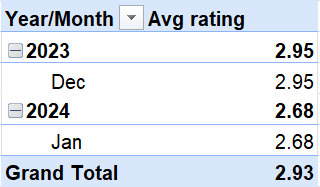 Year/Month Avg rating
2023 2.95
Dec 2.95
2024 2.68
Jan 2.68
Grand Total 2.93